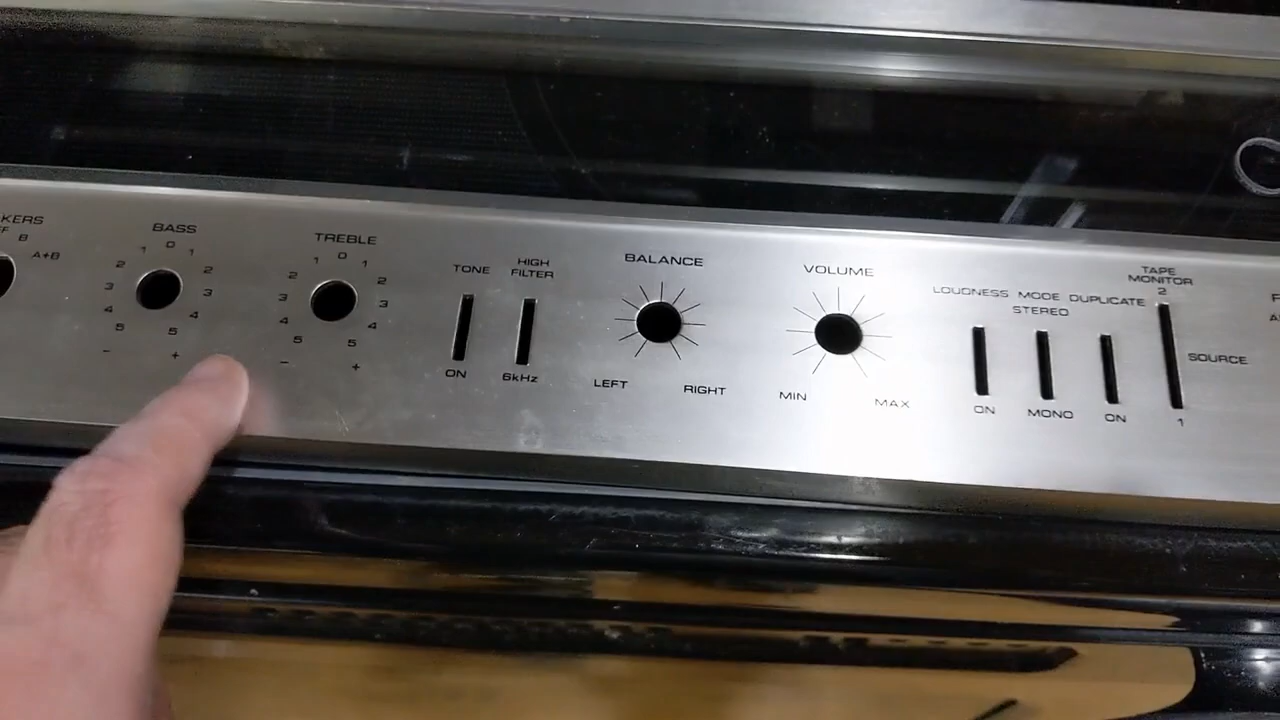 KERS
FF B
A+B
BASS
1 0 1
2 2
3 3
4 4
5 5
- +
TREBLE
1 0 1
2 2
3 3
4 4
5 5
- +
TONE
ON
HIGH
FILTER
6kHz
BALANCE
LEFT RIGHT
VOLUME
MIN MAX
LOUDNESS MODE DUPLICATE
STEREO
ON MONO ON
TAPE
MONITOR
2
SOURCE
1